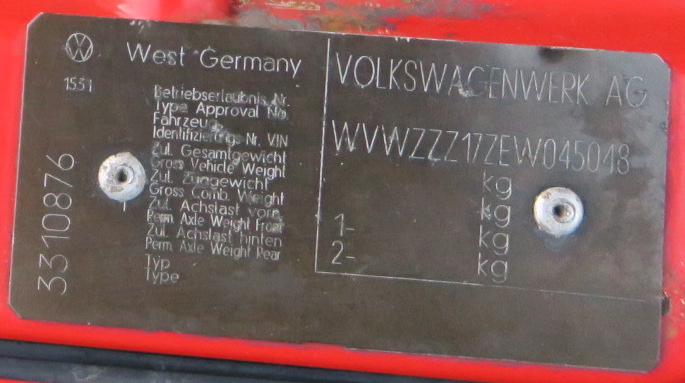 West Germany
VOLKSWAGENWERK AG
1551
Betriebserlaubnis Nr.
Type Approval No.
Fahrzeug
Identifizierungs Nr. VIN
WVWZZZ17ZEW045048
Zul. Gesamtgewicht
Gross Vehicle Weight
kg
Zul. Zuggewicht
Gross Comb. Weight
kg
Zul. Achslast vorn
Perm Axle Weight Front
1- kg
Zul. Achslast hinten
Perm. Axle Weight Rear
2- kg
Typ
Type
3310876